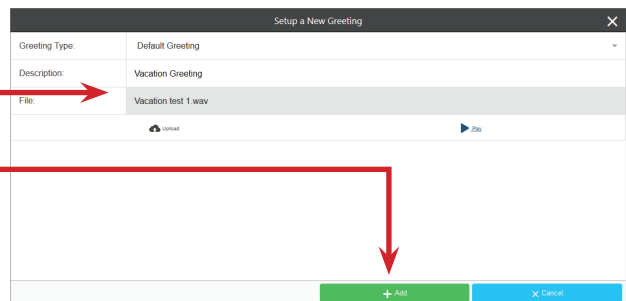 Setup a New Greeting
Greeting Type: Default Greeting
Description: Vacation Greeting
File: Vacation test 1.wav
Upload Play
Add Cancel